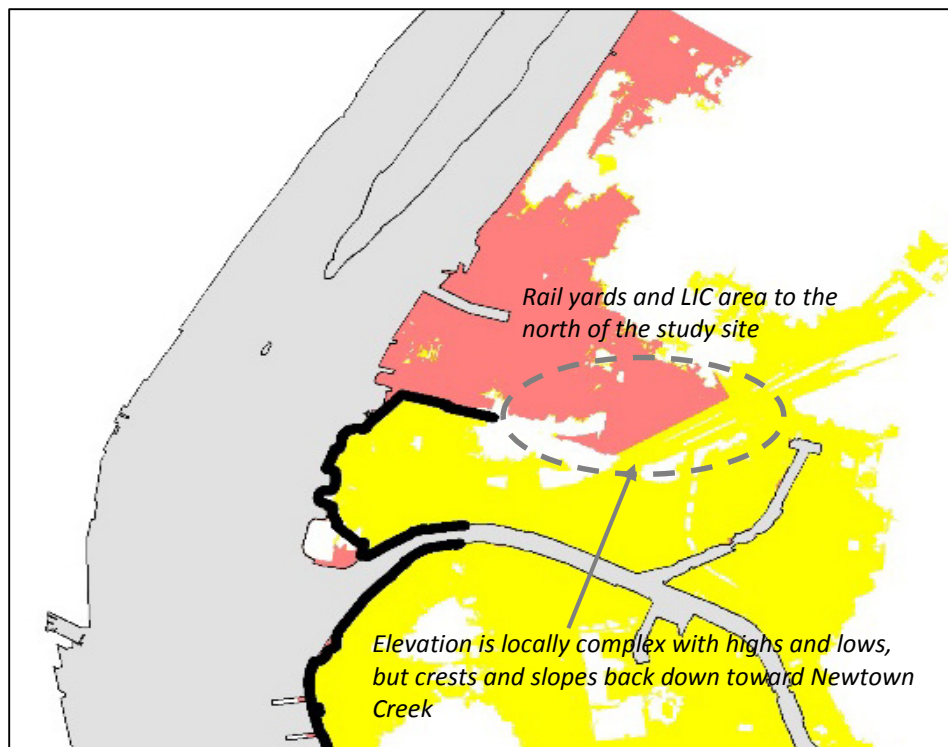 Rail yards and LIC area to the
north of the study site
Elevation is locally complex with highs and lows,
but crests and slopes back down toward Newtown
Creek